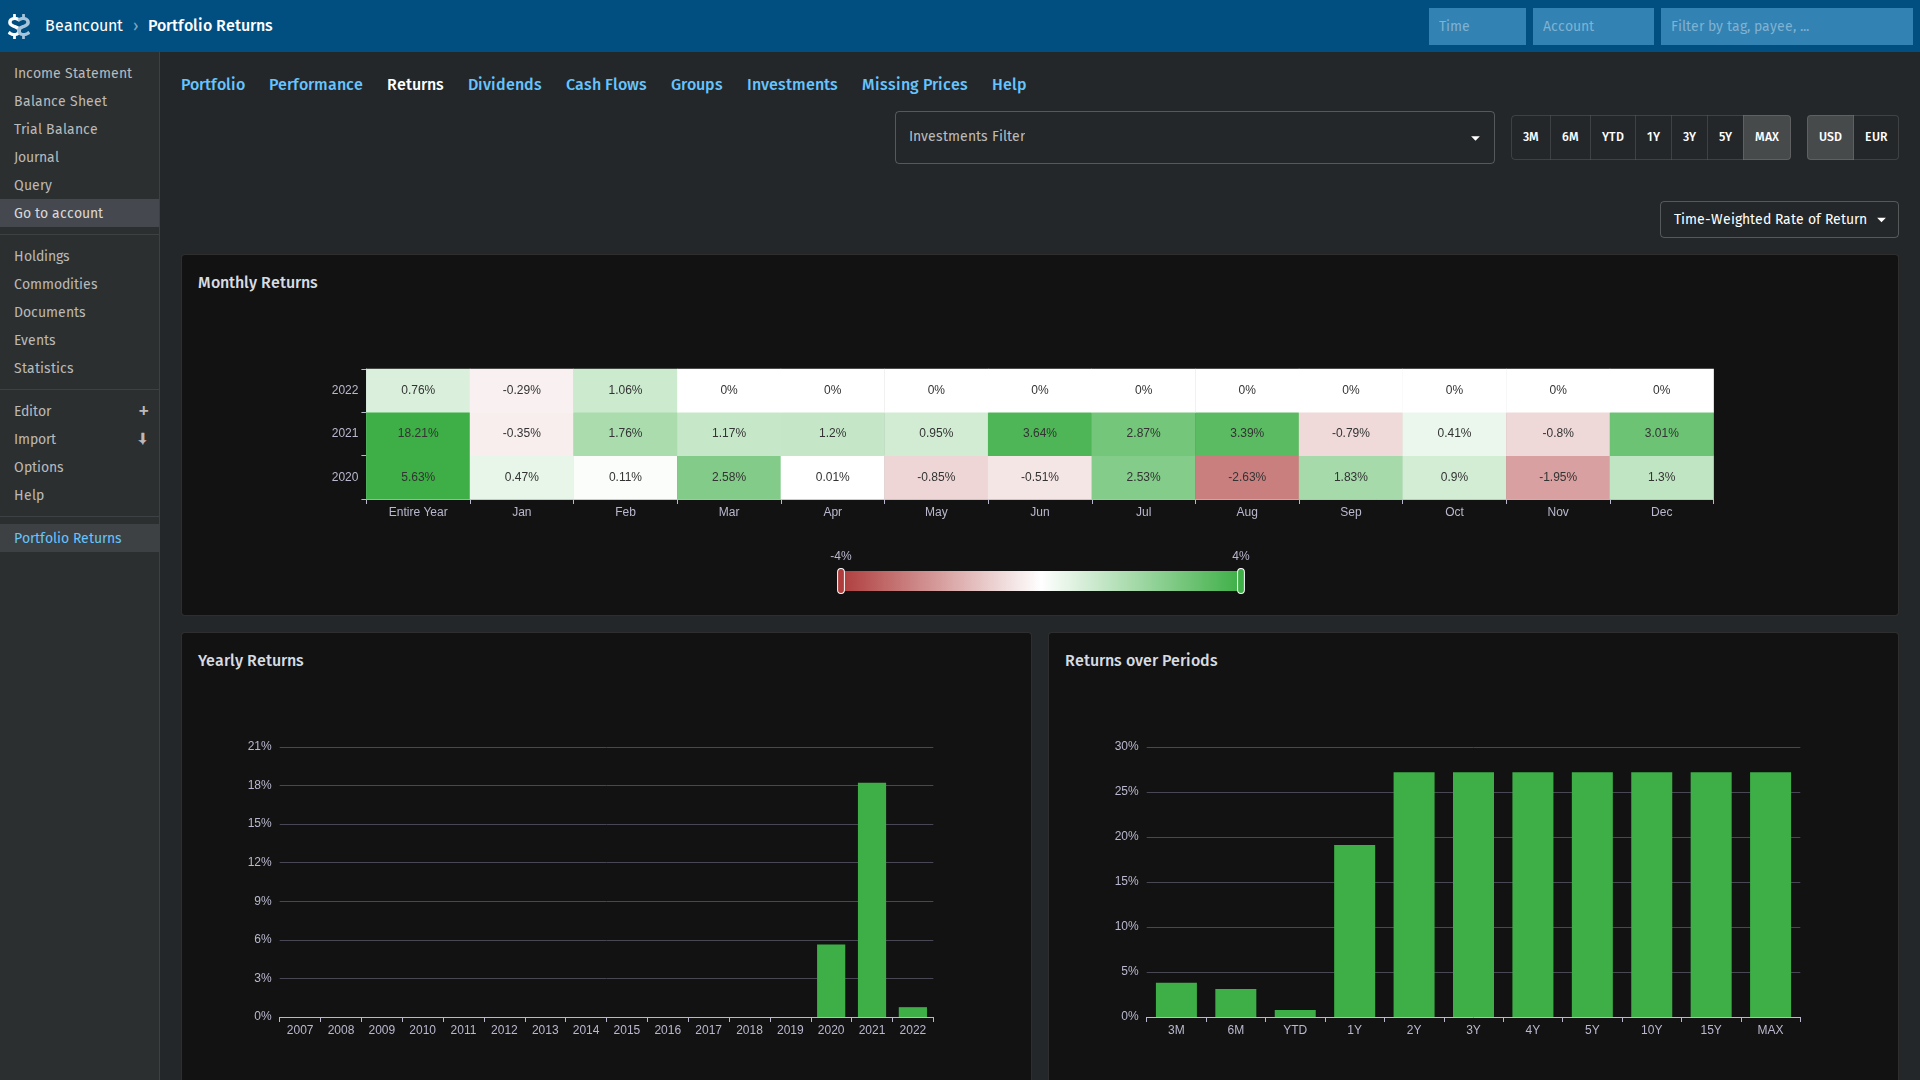 Beancount › Portfolio Returns
Time
Account
Filter by tag, payee, ...
Income Statement
Balance Sheet
Trial Balance
Journal
Query
Go to account
Holdings
Commodities
Documents
Events
Statistics
Editor +
Import
Options
Help
Portfolio Returns
Portfolio Performance Returns Dividends Cash Flows Groups Investments Missing Prices Help
Investments Filter
3M 6M YTD 1Y 3Y 5Y MAX
USD EUR
Time-Weighted Rate of Return
Monthly Returns
2022 0.76% -0.29% 1.06% 0% 0% 0% 0% 0% 0% 0% 0% 0% 0%
2021 18.21% -0.35% 1.76% 1.17% 1.2% 0.95% 3.64% 2.87% 3.39% -0.79% 0.41% -0.8% 3.01%
2020 5.63% 0.47% 0.11% 2.58% 0.01% -0.85% -0.51% 2.53% -2.63% 1.83% 0.9% -1.95% 1.3%
Entire Year Jan Feb Mar Apr May Jun Jul Aug Sep Oct Nov Dec
-4% 4%
Yearly Returns
21%
18%
15%
12%
9%
6%
3%
0%
2007 2008 2009 2010 2011 2012 2013 2014 2015 2016 2017 2018 2019 2020 2021 2022
Returns over Periods
30%
25%
20%
15%
10%
5%
0%
3M 6M YTD 1Y 2Y 3Y 4Y 5Y 10Y 15Y MAX